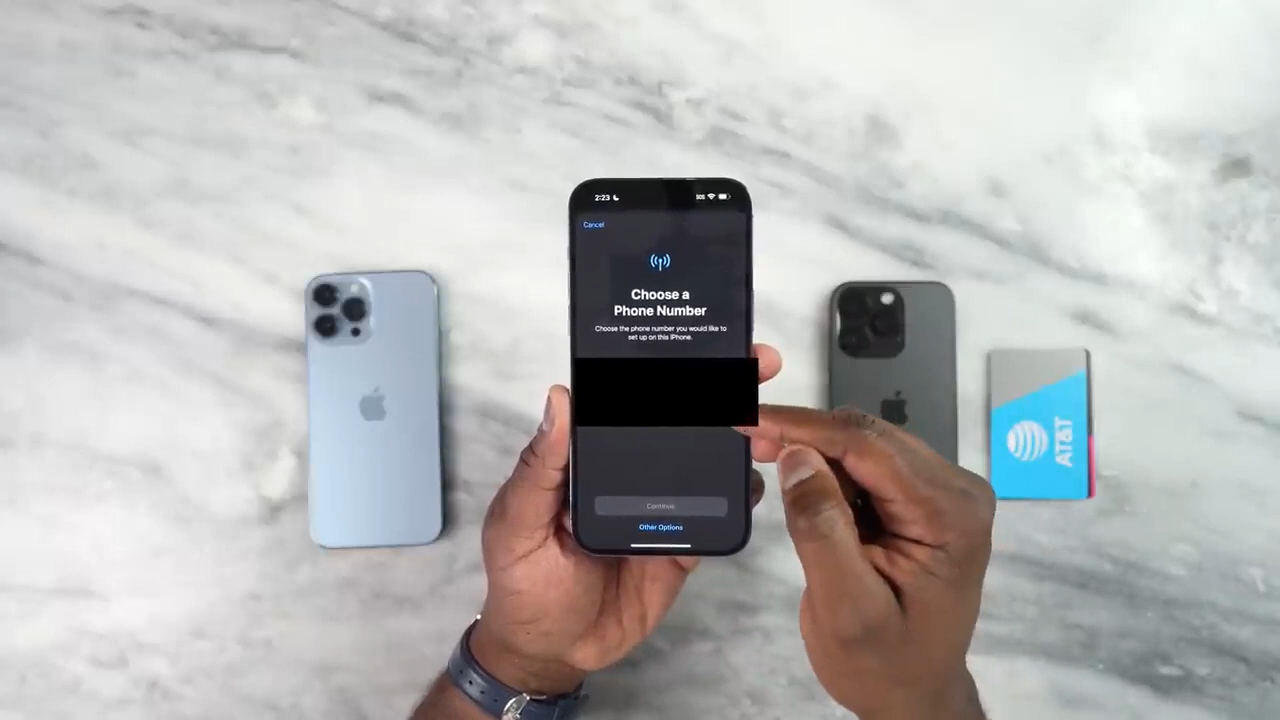 2:23
SOS
Cancel
Choose a
Phone Number
Choose the phone number you would like to
set up on this iPhone.
Continue
Other Options
AT&T